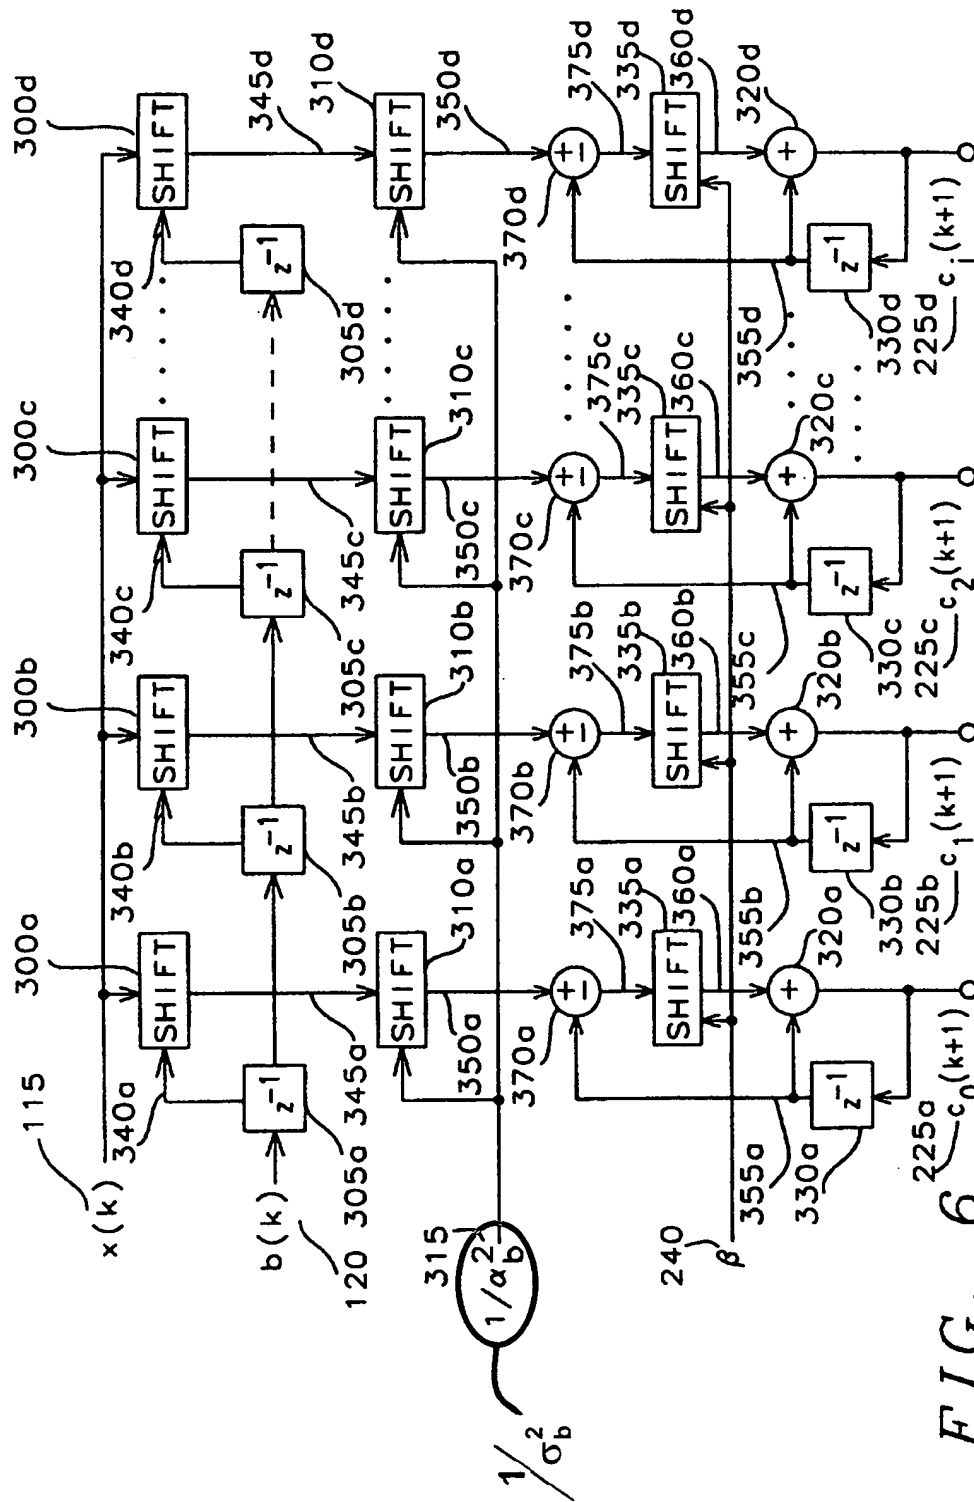 300a 300b 300c 300d
115
x(k)
340a 340b 340c 340d
SHIFT SHIFT SHIFT SHIFT
345d
b(k) z⁻¹ z⁻¹ z⁻¹ z⁻¹
120 305a 345a 305b 345b 305c 345c 305d 310d
SHIFT SHIFT SHIFT SHIFT
315 350a 310a 350b 310b 350c 310c 350d
1/α²b
1/σ²b
370a 370b 370c 370d
+− +− +− +−
375a 375b 375c 375d
335a 335b 335c 335d
SHIFT SHIFT SHIFT SHIFT
240 360a 360b 360c 360d
β
+ + + +
355a 320a 355b 320b 355c 320c 355d 320d
z⁻¹ z⁻¹ z⁻¹ z⁻¹
330a 330b 330c 330d
225a c₀(k+1) 225b c₁(k+1) 225c c₂(k+1) 225d cᵢ(k+1)
FIG. 6